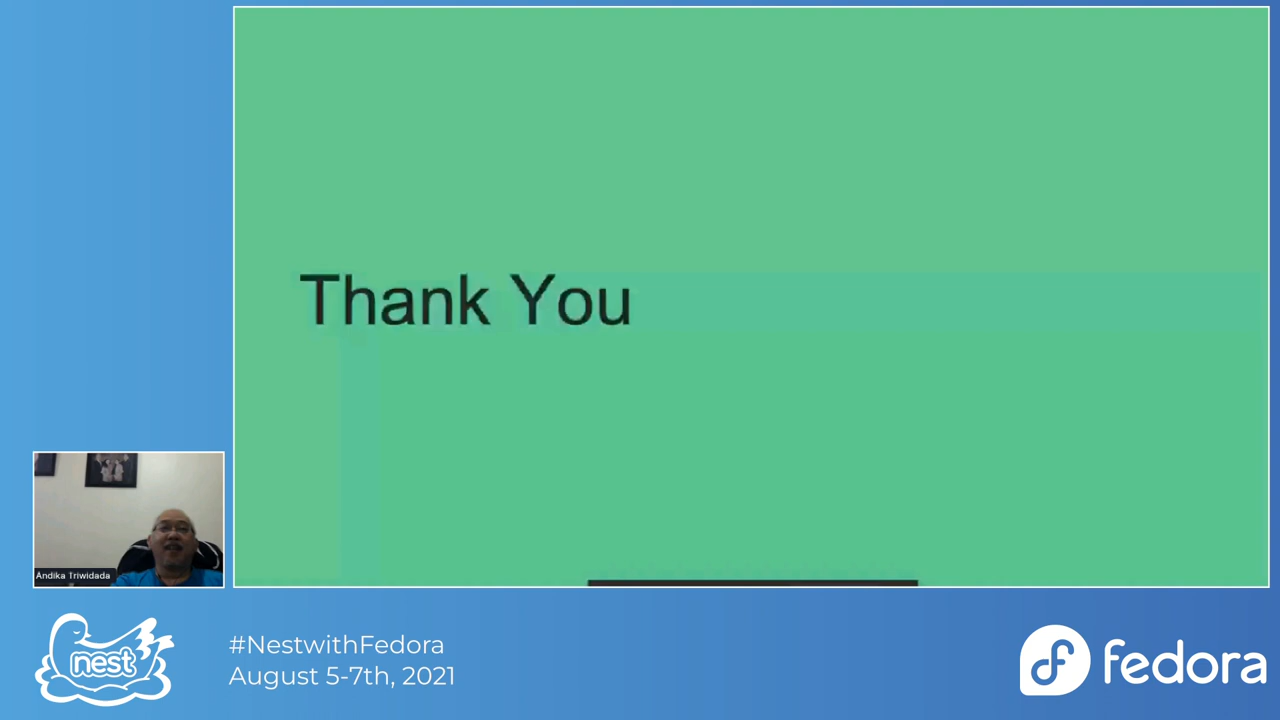 Thank You
Andika Triwidada
nest
#NestwithFedora
August 5-7th, 2021
fedora